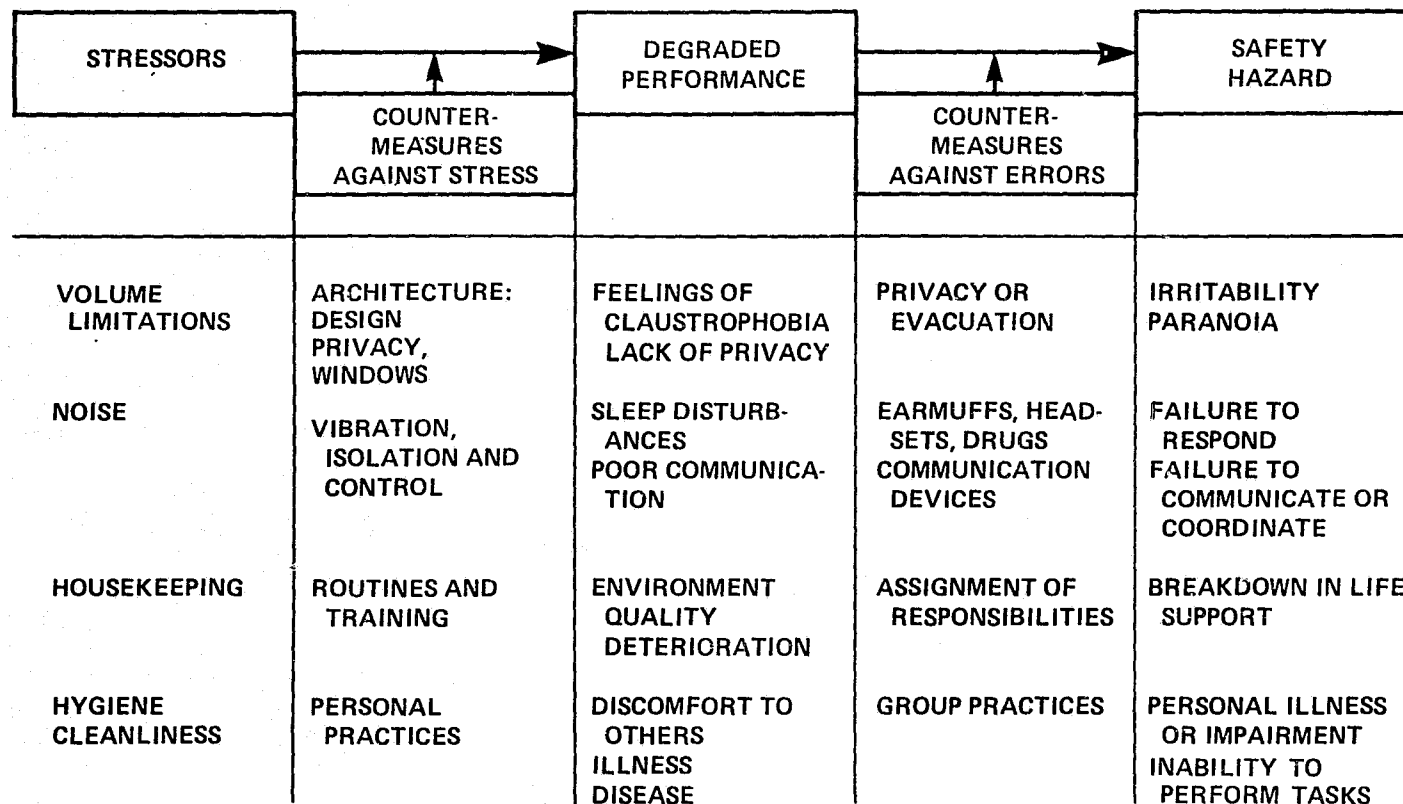 STRESSORS
DEGRADED
PERFORMANCE
SAFETY
HAZARD
COUNTER-
MEASURES
AGAINST STRESS
COUNTER-
MEASURES
AGAINST ERRORS
VOLUME
LIMITATIONS
ARCHITECTURE:
DESIGN
PRIVACY,
WINDOWS
FEELINGS OF
CLAUSTROPHOBIA
LACK OF PRIVACY
PRIVACY OR
EVACUATION
IRRITABILITY
PARANOIA
NOISE
VIBRATION,
ISOLATION AND
CONTROL
SLEEP DISTURB-
ANCES
POOR COMMUNICA-
TION
EARMUFFS, HEAD-
SETS, DRUGS
COMMUNICATION
DEVICES
FAILURE TO
RESPOND
FAILURE TO
COMMUNICATE OR
COORDINATE
HOUSEKEEPING
ROUTINES AND
TRAINING
ENVIRONMENT
QUALITY
DETERIORATION
ASSIGNMENT OF
RESPONSIBILITIES
BREAKDOWN IN LIFE
SUPPORT
HYGIENE
CLEANLINESS
PERSONAL
PRACTICES
DISCOMFORT TO
OTHERS
ILLNESS
DISEASE
GROUP PRACTICES
PERSONAL ILLNESS
OR IMPAIRMENT
INABILITY TO
PERFORM TASKS